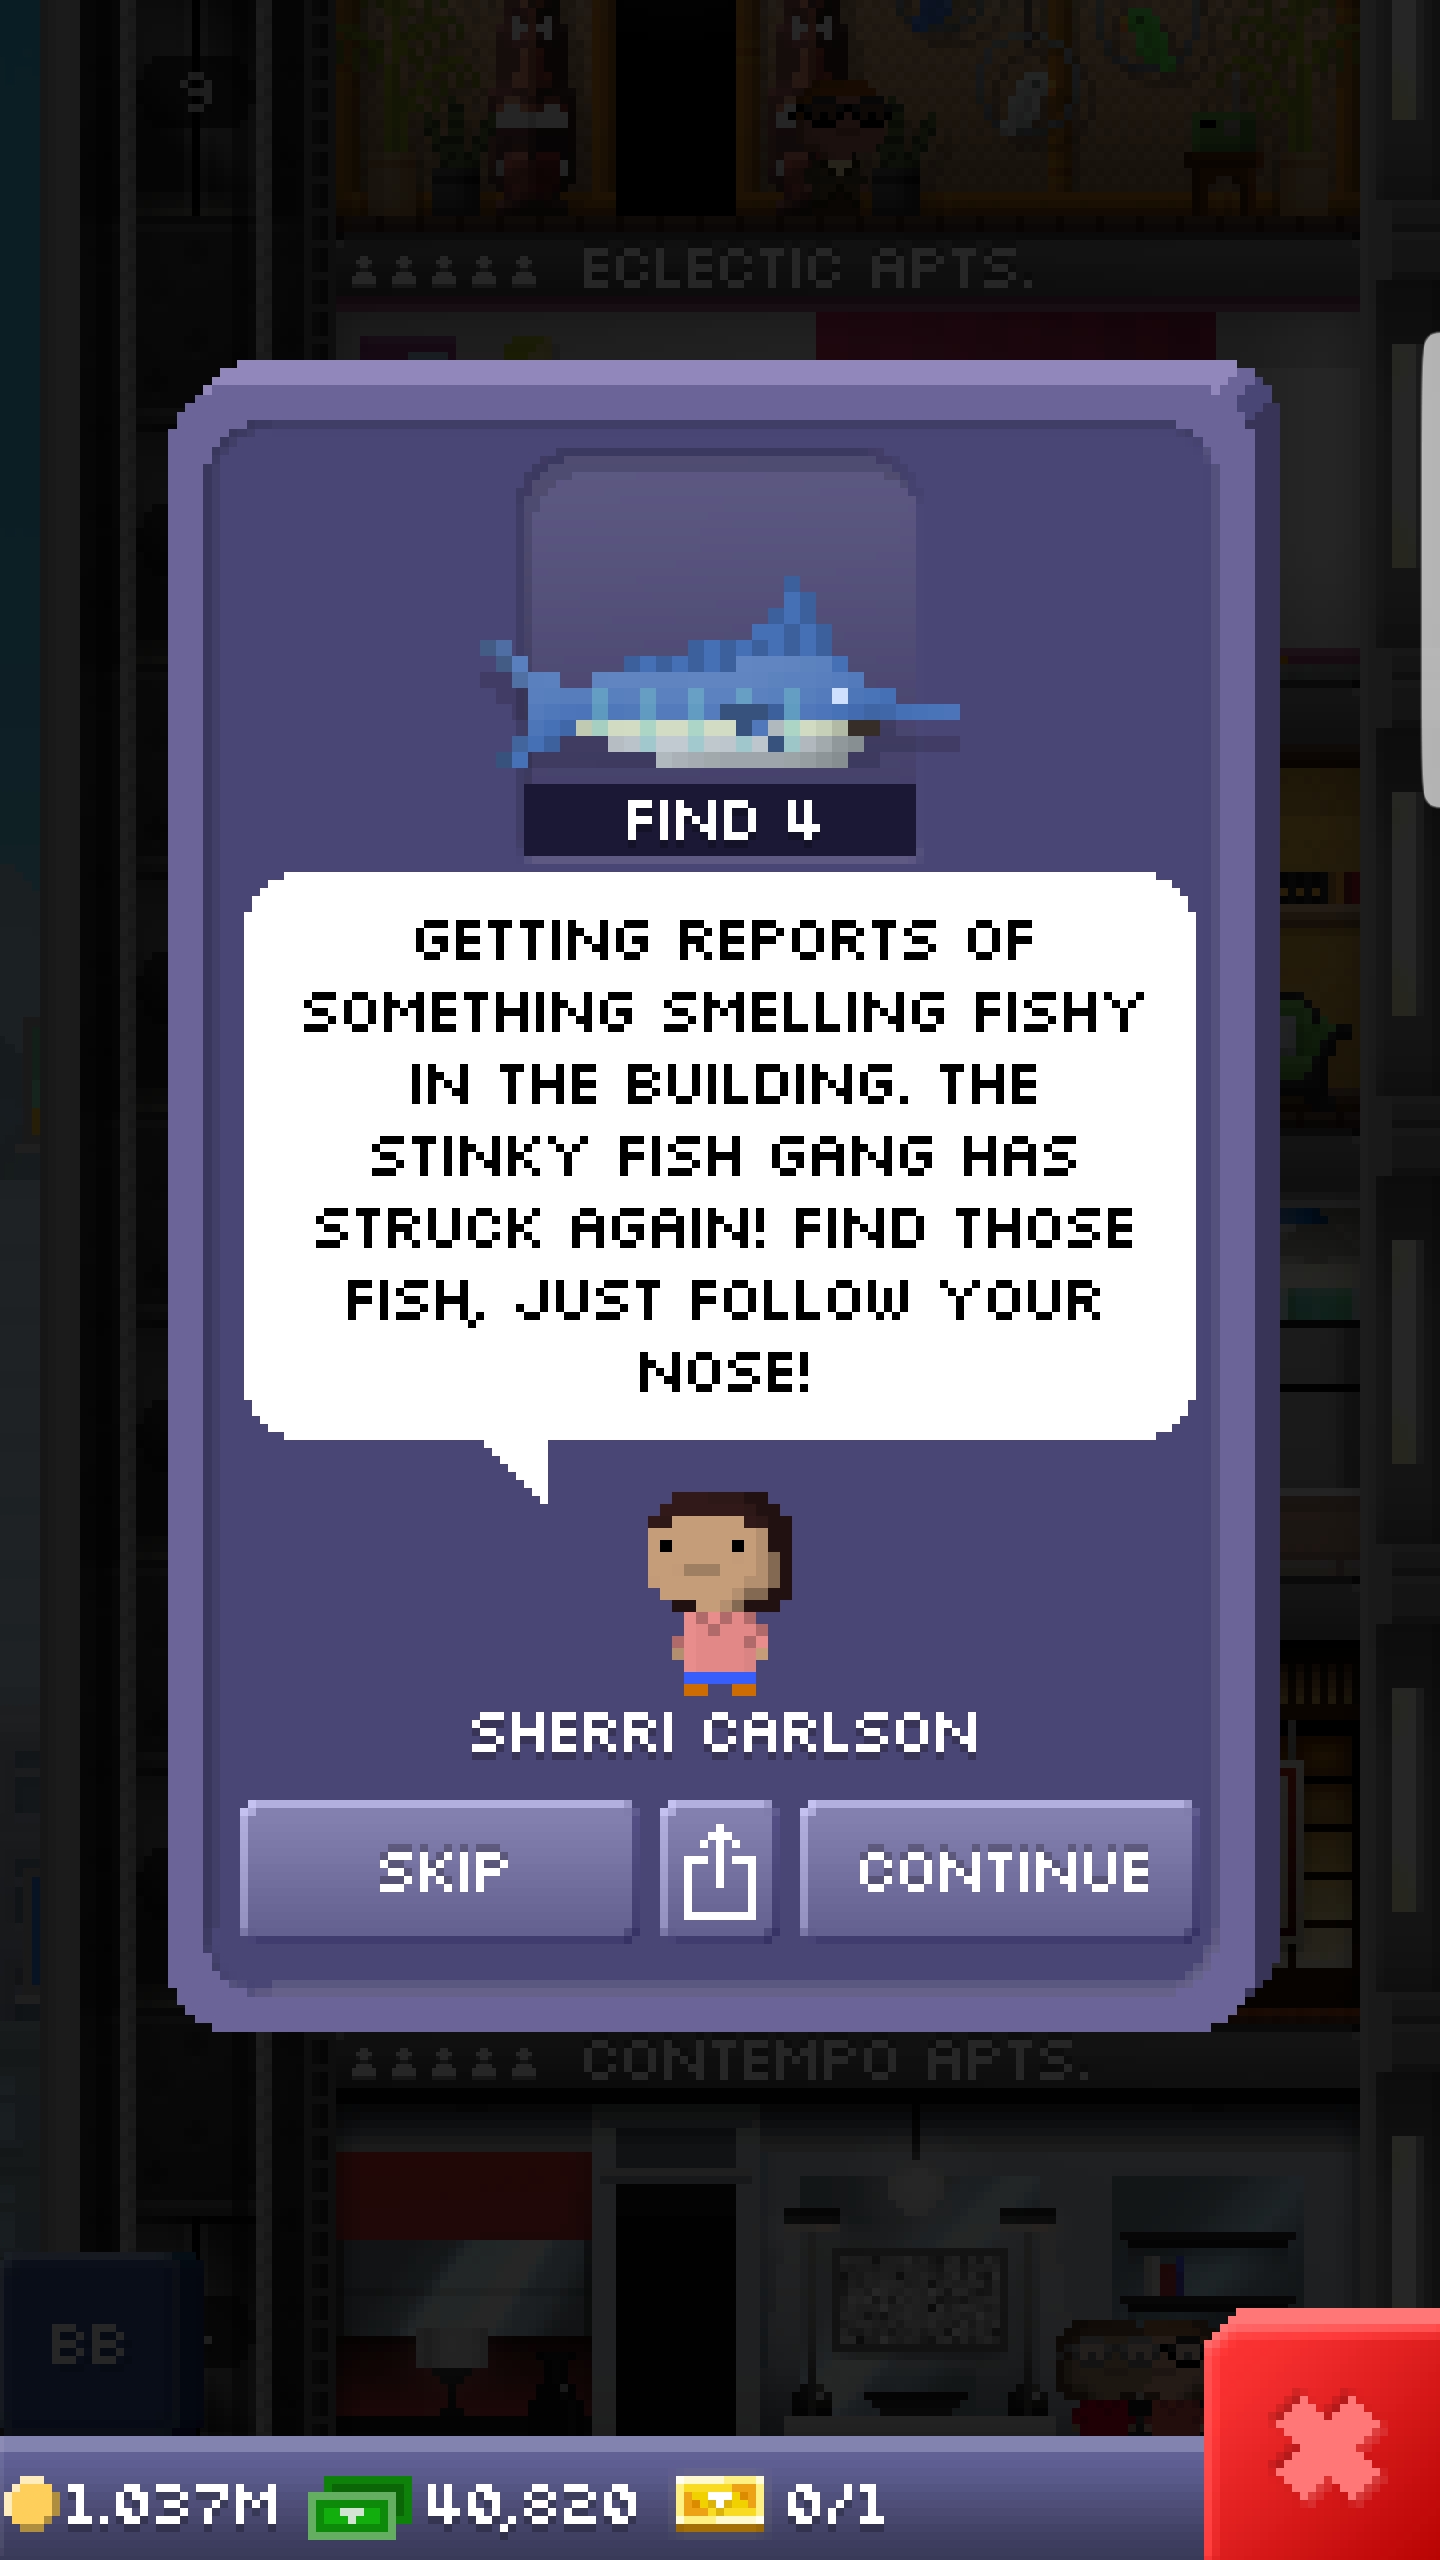 9
ECLECTIC APTS.
FIND 4
GETTING REPORTS OF
SOMETHING SMELLING FISHY
IN THE BUILDING. THE
STINKY FISH GANG HAS
STRUCK AGAIN! FIND THOSE
FISH, JUST FOLLOW YOUR
NOSE!
SHERRI CARLSON
SKIP
CONTINUE
CONTEMPO APTS.
BB
1.037M 40,820 0/1